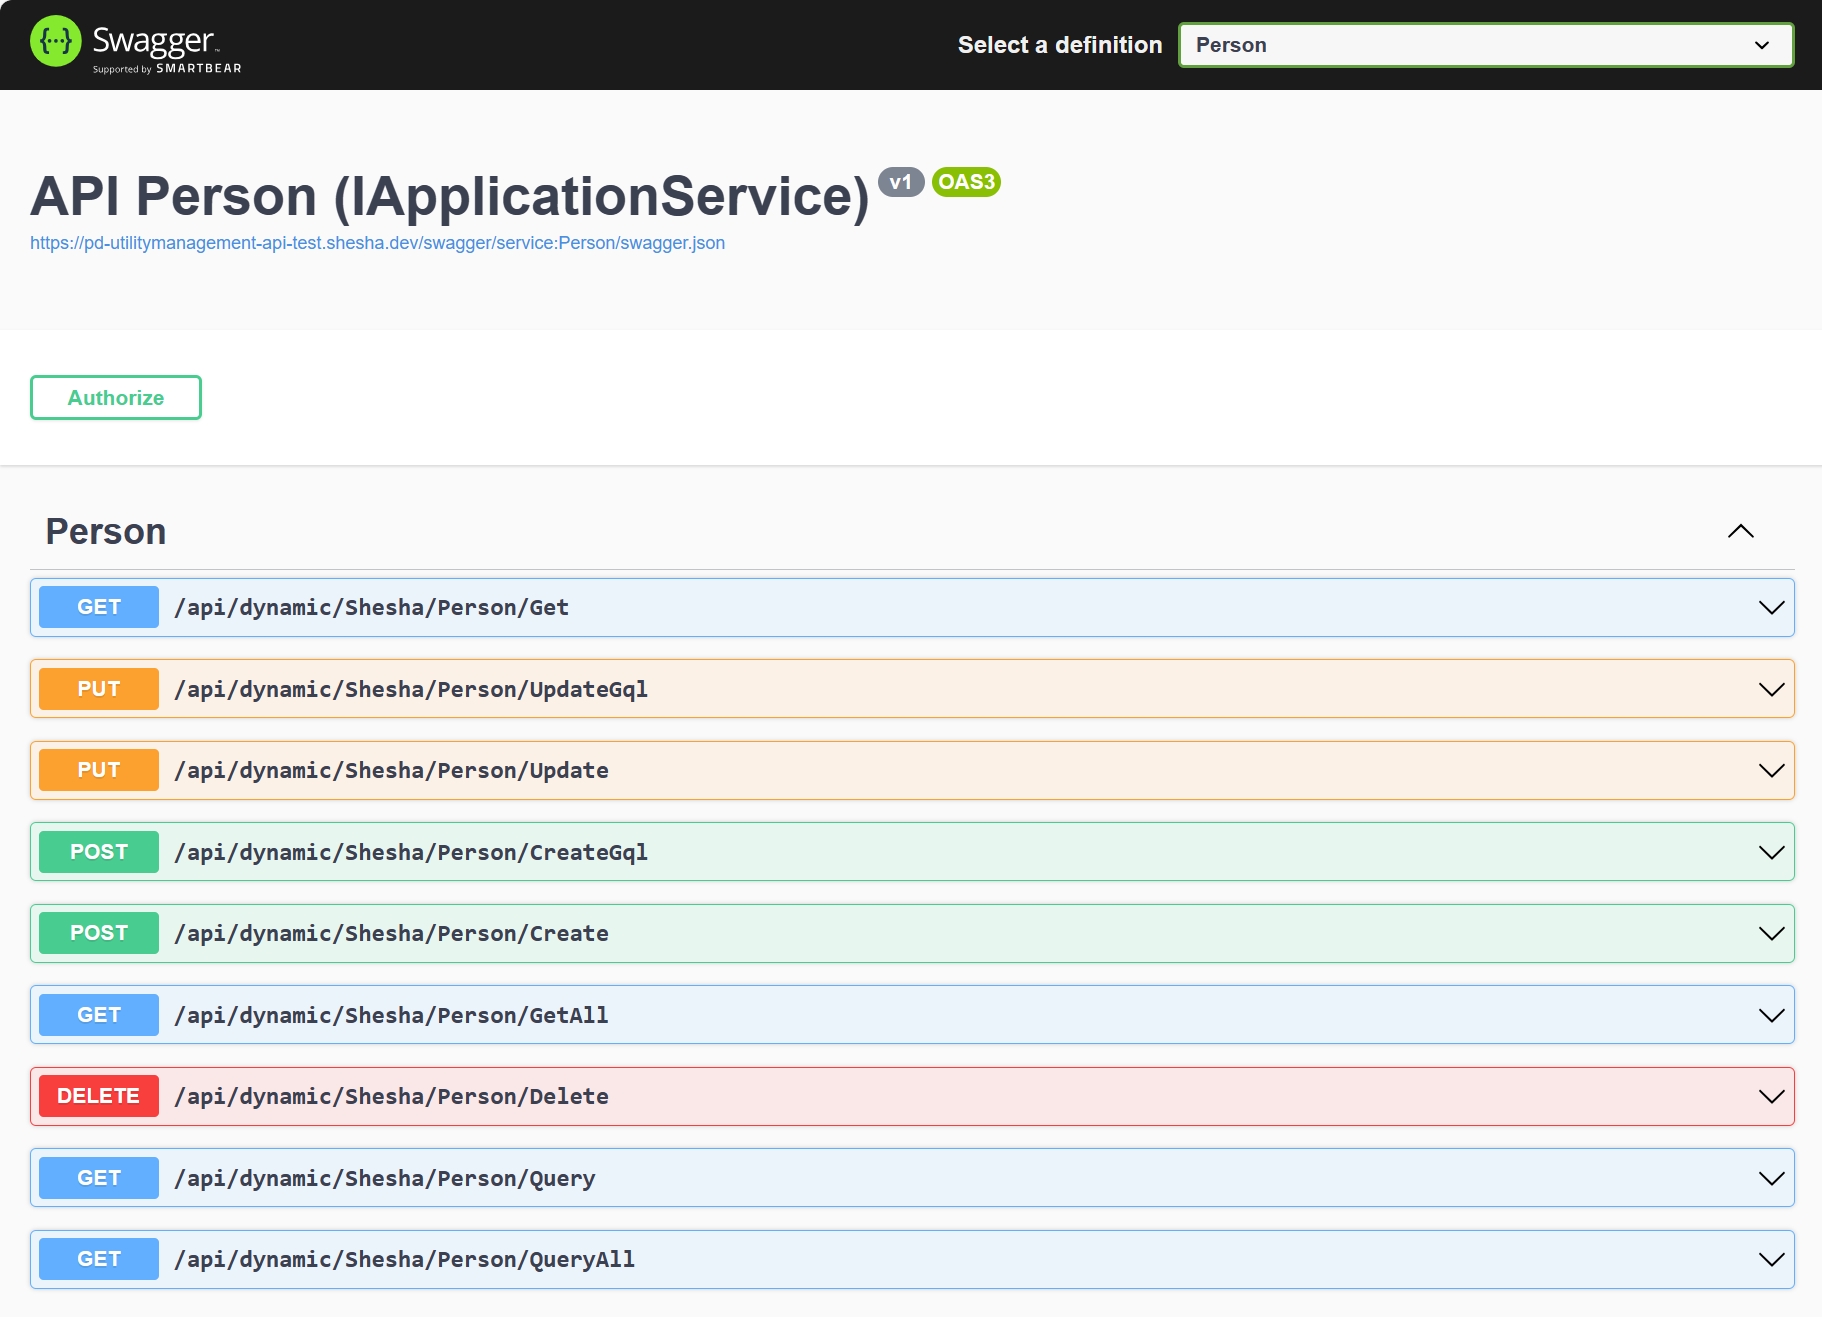 Swagger™
Supported by SMARTBEAR
Select a definition
Person
API Person (IApplicationService) v1 OAS3
https://pd-utilitymanagement-api-test.shesha.dev/swagger/service:Person/swagger.json
Authorize
Person
GET /api/dynamic/Shesha/Person/Get
PUT /api/dynamic/Shesha/Person/UpdateGql
PUT /api/dynamic/Shesha/Person/Update
POST /api/dynamic/Shesha/Person/CreateGql
POST /api/dynamic/Shesha/Person/Create
GET /api/dynamic/Shesha/Person/GetAll
DELETE /api/dynamic/Shesha/Person/Delete
GET /api/dynamic/Shesha/Person/Query
GET /api/dynamic/Shesha/Person/QueryAll